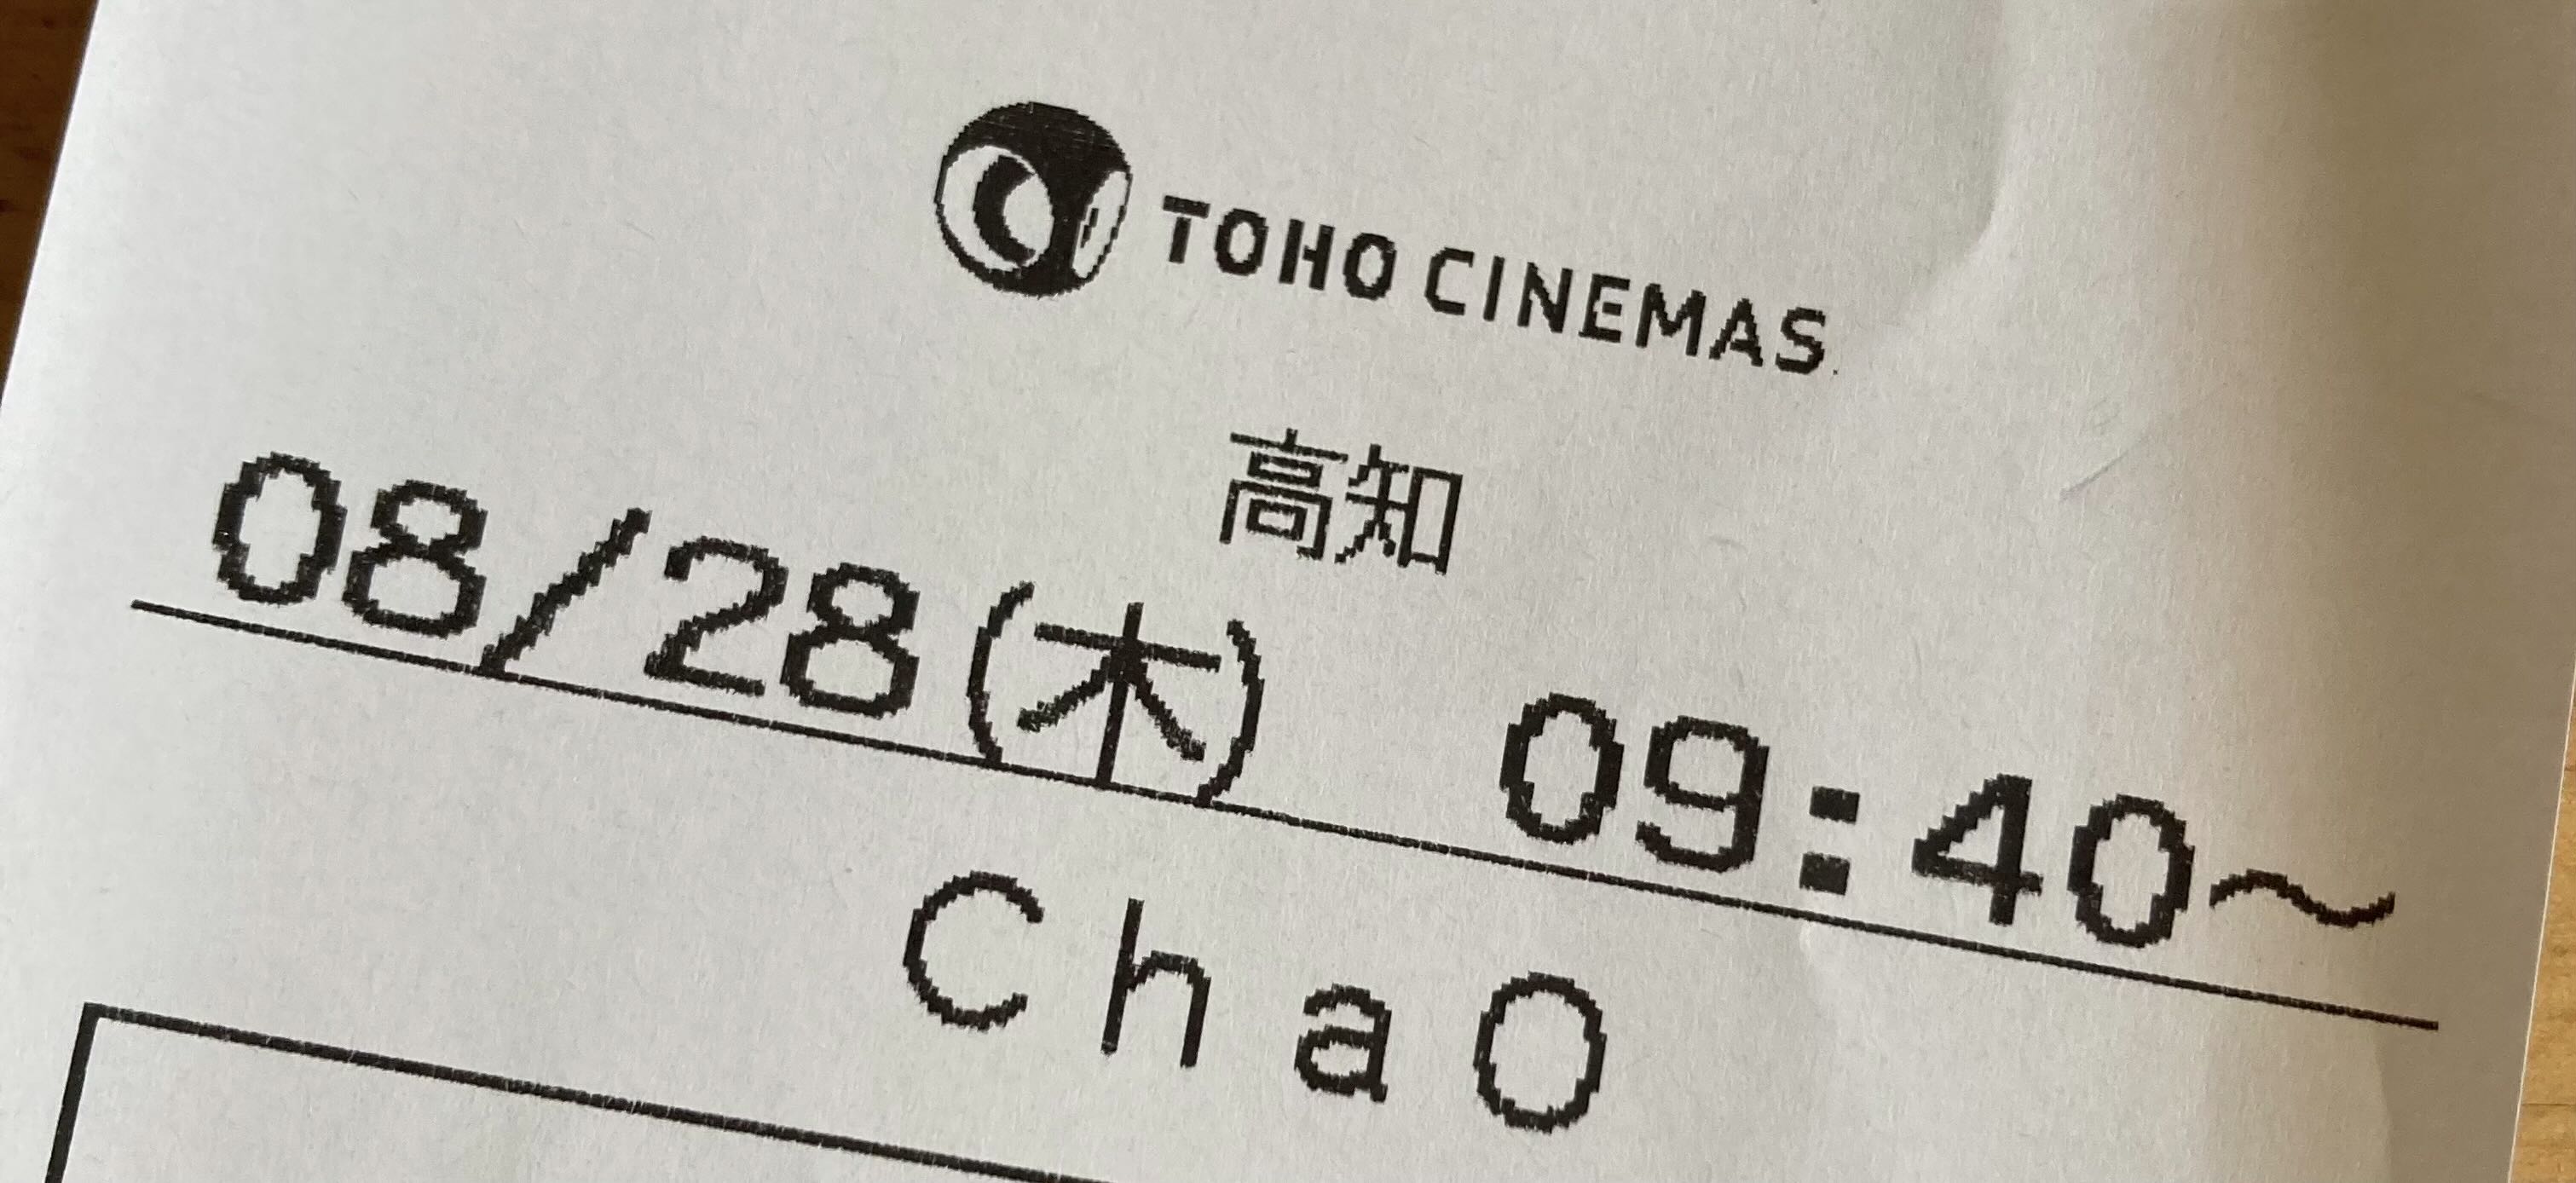 TOHO CINEMAS
高知
08/28(木) 09:40～
ChaO